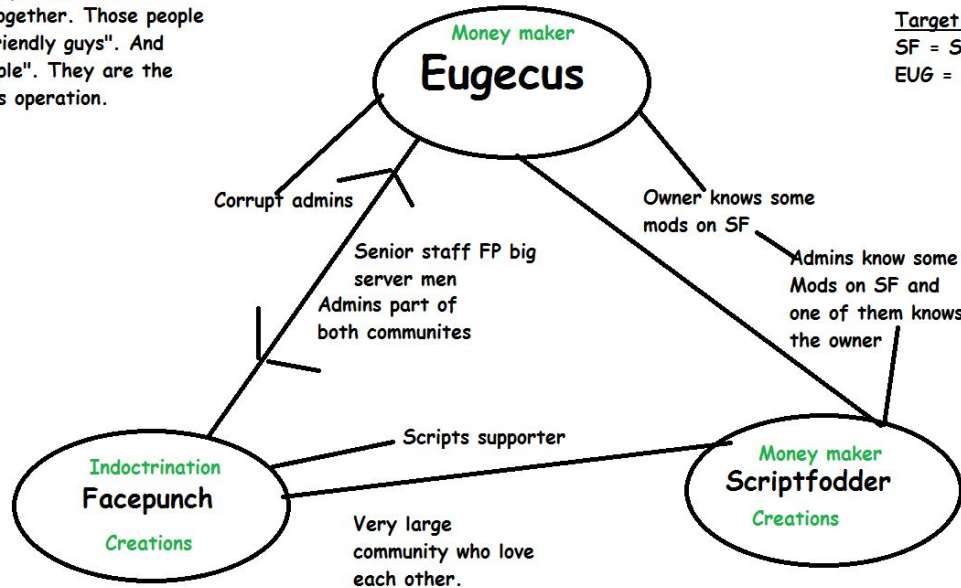 ogether. Those people
riendly guys". And
ole". They are the
s operation.
Money maker
Eugecus
Target
SF = S
EUG =
Corrupt admins
Owner knows some
mods on SF
Admins know some
Mods on SF and
one of them knows
the owner
Senior staff FP big
server men
Admins part of
both communites
Scripts supporter
Indoctrination
Facepunch
Creations
Money maker
Scriptfodder
Creations
Very large
community who love
each other.